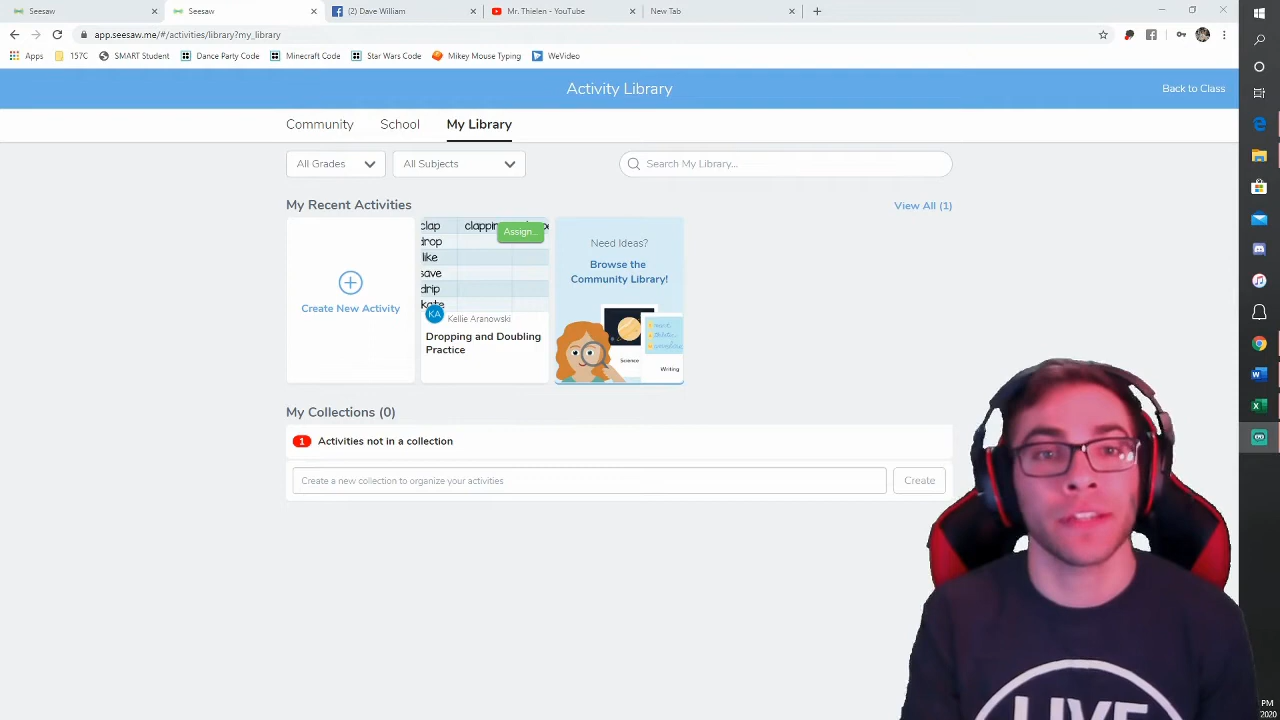 Seesaw
Seesaw
Dave William
Mr. Thielen - YouTube
New Tab
app.seesaw.me/#/activities/library?my_library
Apps
157C
SMART Student
Dance Party Code
Minecraft Code
Star Wars Code
Mikey Mouse Typing
WeVideo
Activity Library
Back to Class
Community
School
My Library
All Grades
All Subjects
Search My Library...
My Recent Activities
View All (1)
Create New Activity
clap
drop
like
save
drip
Assign...
KA
Kellie Aranowski
Dropping and Doubling
Practice
Need Ideas?
Browse the
Community Library!
Science
Writing
My Collections (0)
1 Activities not in a collection
Create a new collection to organize your activities
Create
LIVE
PM
2020